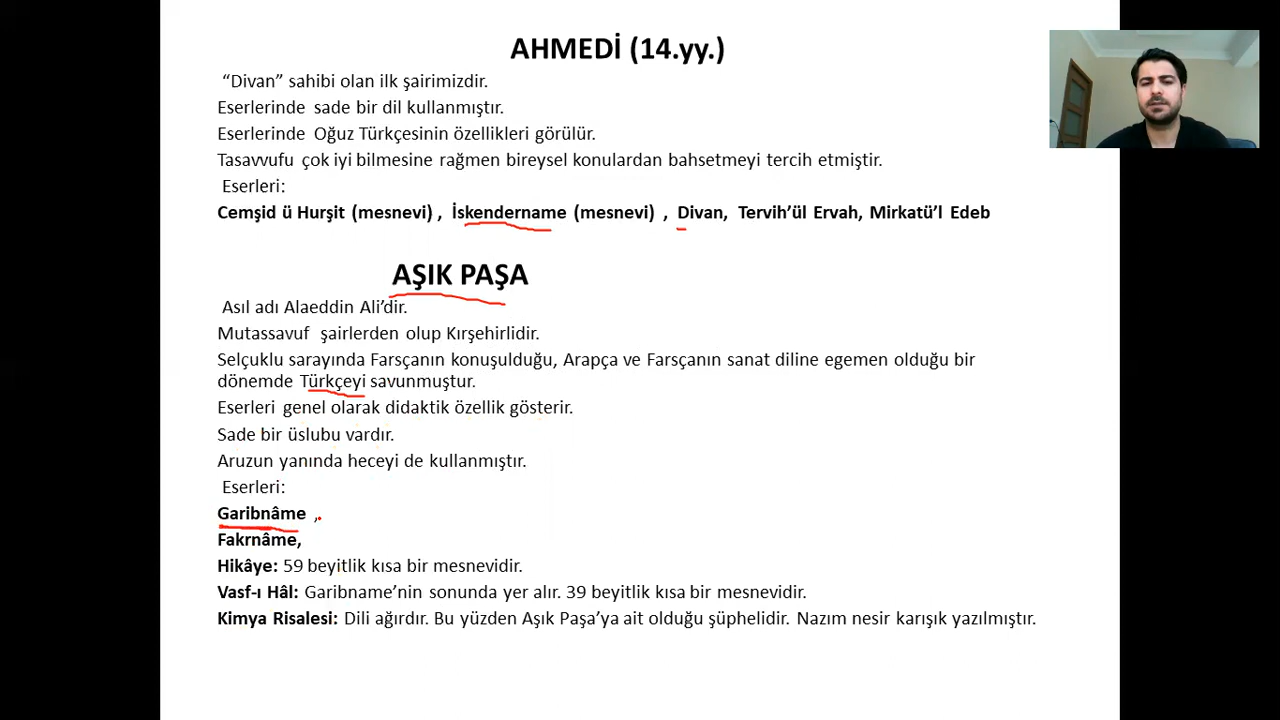 AHMEDİ (14.yy.)
“Divan” sahibi olan ilk şairimizdir.
Eserlerinde sade bir dil kullanmıştır.
Eserlerinde Oğuz Türkçesinin özellikleri görülür.
Tasavvufu çok iyi bilmesine rağmen bireysel konulardan bahsetmeyi tercih etmiştir.
Eserleri:
Cemşid ü Hurşit (mesnevi) , İskendername (mesnevi) , Divan, Tervih’ül Ervah, Mirkatü’l Edeb
AŞIK PAŞA
Asıl adı Alaeddin Ali’dir.
Mutassavuf şairlerden olup Kırşehirlidir.
Selçuklu sarayında Farsçanın konuşulduğu, Arapça ve Farsçanın sanat diline egemen olduğu bir
dönemde Türkçeyi savunmuştur.
Eserleri genel olarak didaktik özellik gösterir.
Sade bir üslubu vardır.
Aruzun yanında heceyi de kullanmıştır.
Eserleri:
Garibnâme ,
Fakrnâme,
Hikâye: 59 beyitlik kısa bir mesnevidir.
Vasf-ı Hâl: Garibname’nin sonunda yer alır. 39 beyitlik kısa bir mesnevidir.
Kimya Risalesi: Dili ağırdır. Bu yüzden Aşık Paşa’ya ait olduğu şüphelidir. Nazım nesir karışık yazılmıştır.